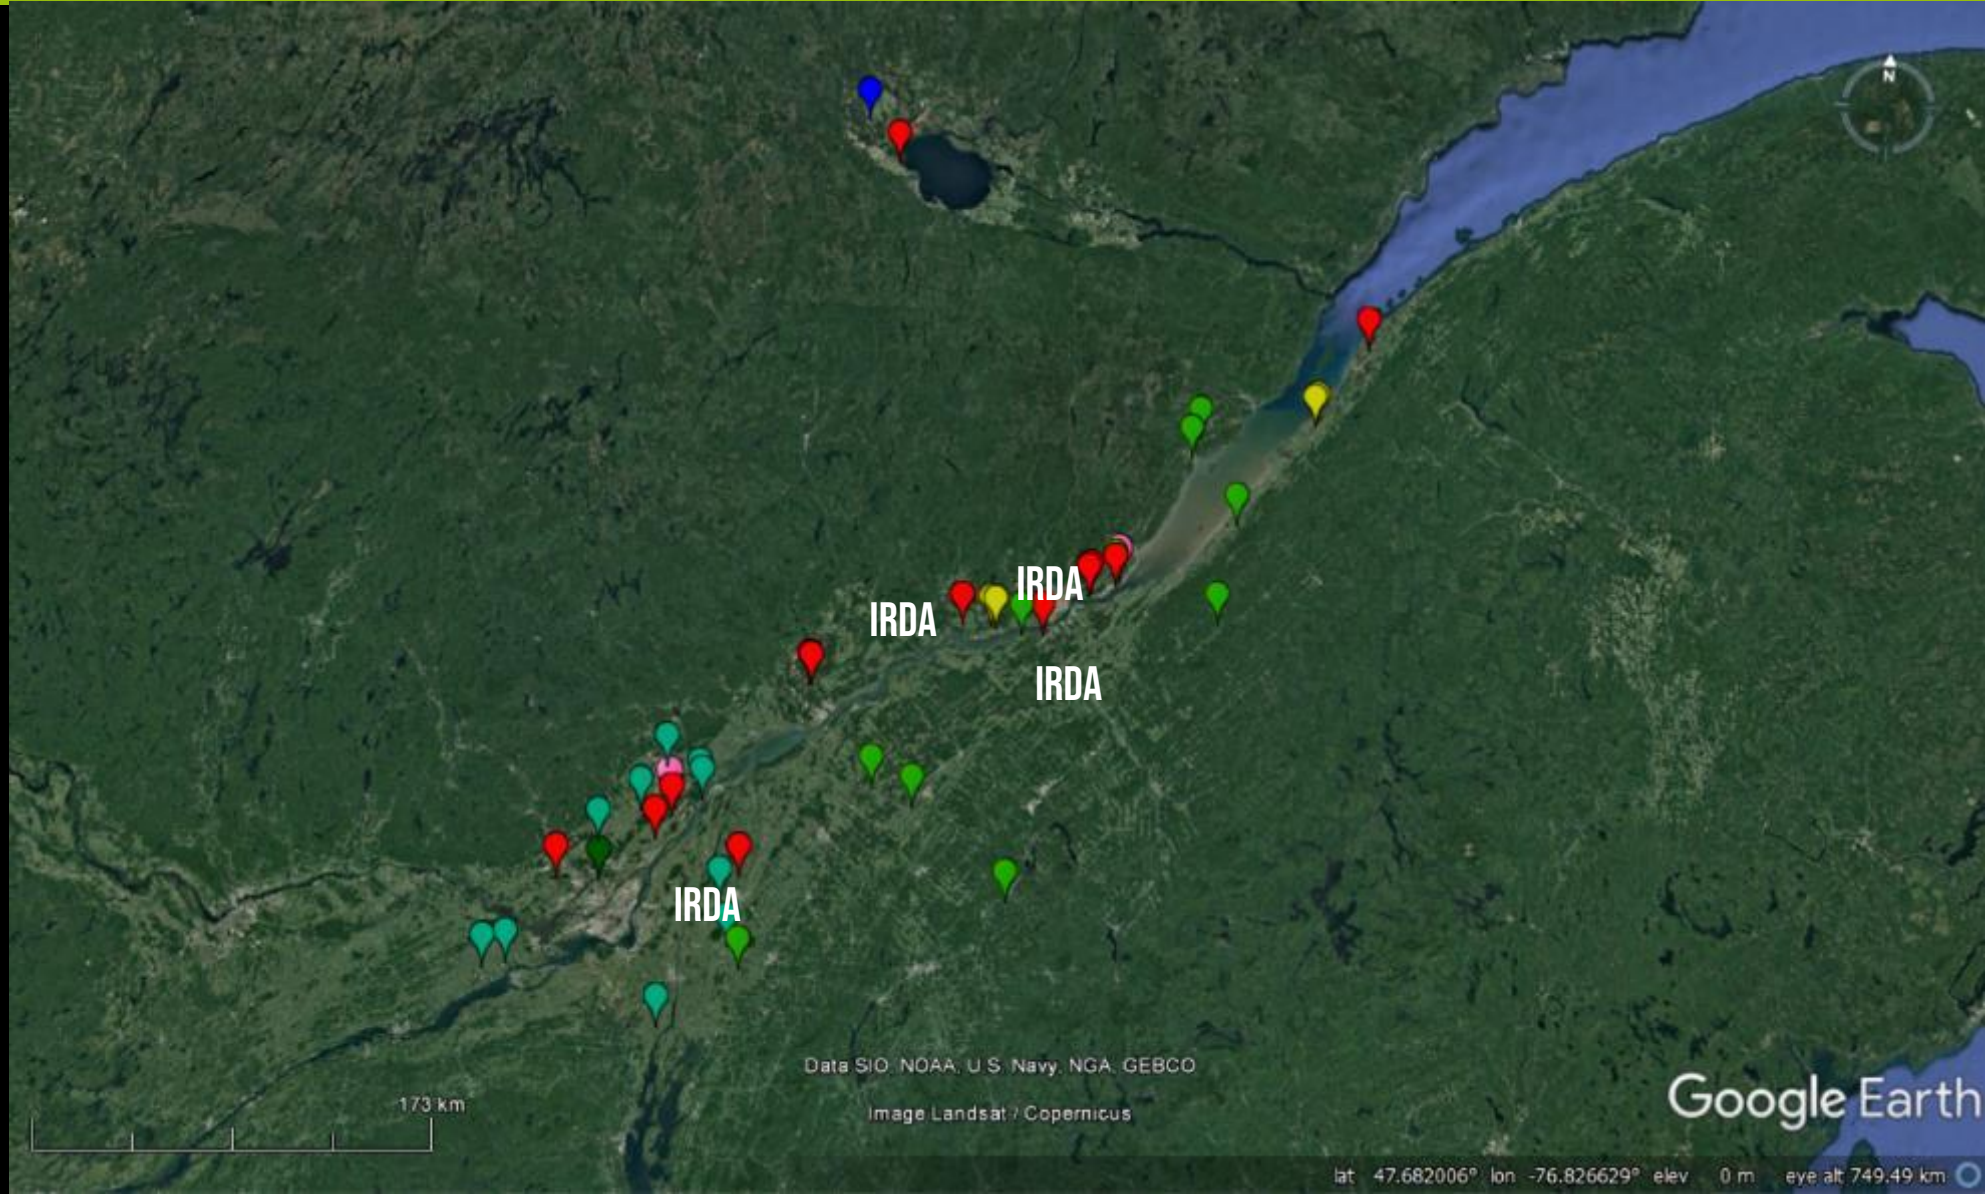 N
IRDA
IRDA
IRDA
IRDA
Data SIO, NOAA, U.S. Navy, NGA, GEBCO
Image Landsat / Copernicus
173 km
Google Earth
lat 47.682006° lon -76.826629° elev 0 m eye alt 749.49 km